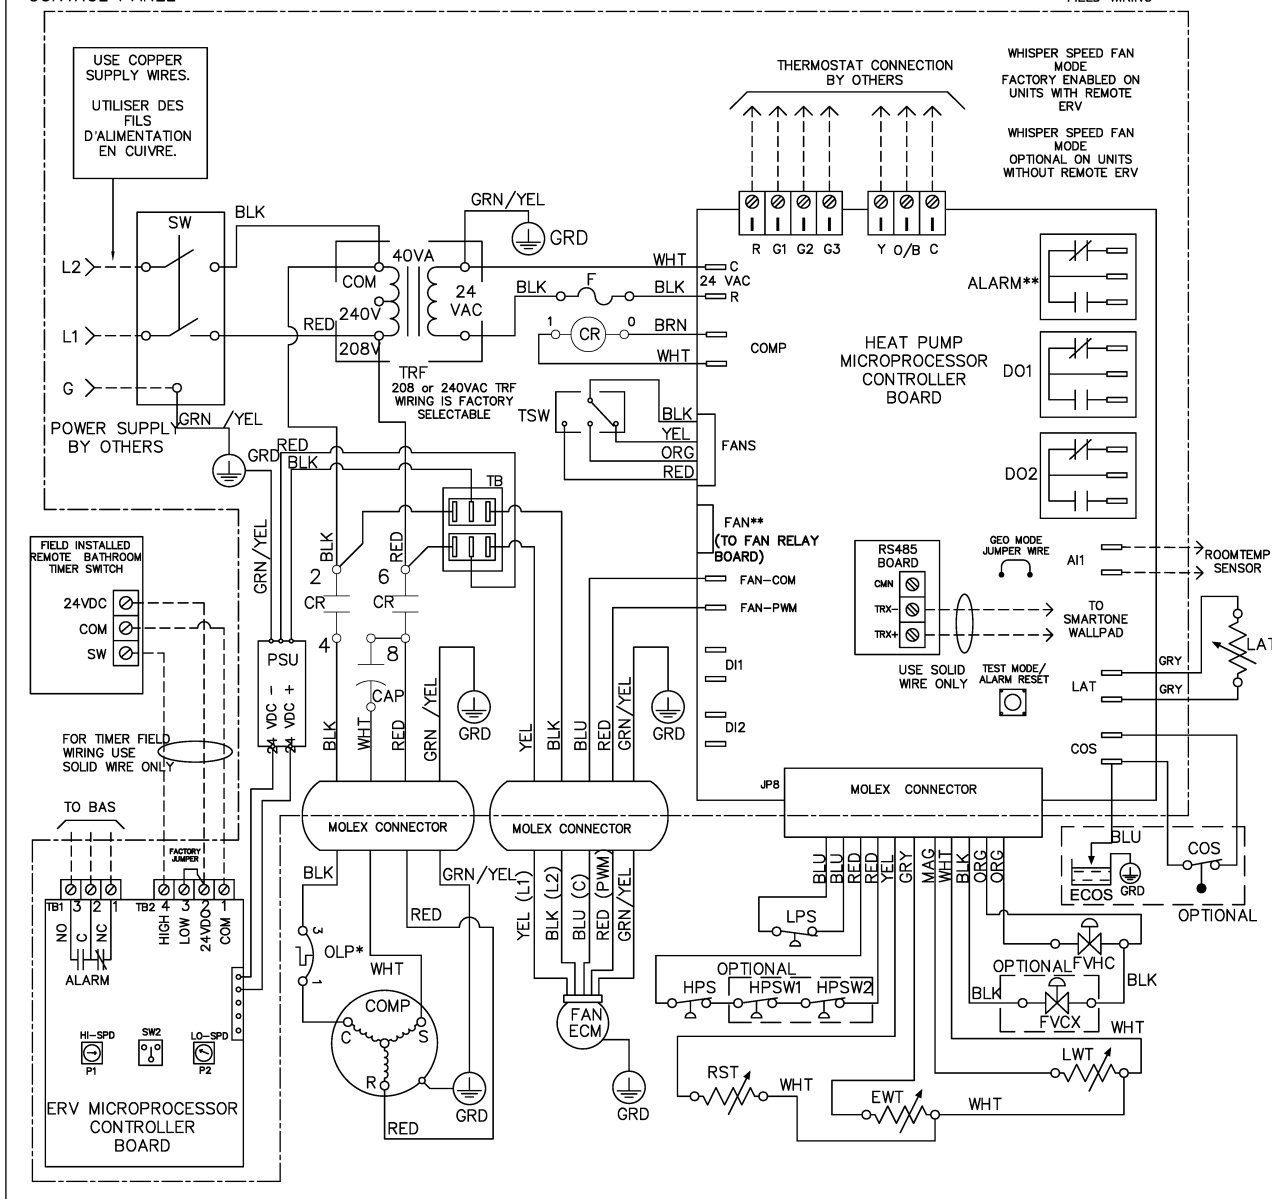 USE COPPER
SUPPLY WIRES.
UTILISER DES
FILS
D'ALIMENTATION
EN CUIVRE.
THERMOSTAT CONNECTION
BY OTHERS
WHISPER SPEED FAN
MODE
FACTORY ENABLED ON
UNITS WITH REMOTE
ERV
WHISPER SPEED FAN
MODE
OPTIONAL ON UNITS
WITHOUT REMOTE ERV
R G1 G2 G3 Y O/B C
SW
BLK
L2
L1
G
RED
GRN/YEL
GRD
40VA
COM
240V
208V
24
VAC
TRF
208 or 240VAC TRF
WIRING IS FACTORY
SELECTABLE
WHT
BLK
F
BLK
1 CR 0
BRN
WHT
C
24 VAC
R
COMP
HEAT PUMP
MICROPROCESSOR
CONTROLLER
BOARD
ALARM**
DO1
DO2
POWER SUPPLY
BY OTHERS
GRN /YEL
GRD
RED
BLK
TSW
BLK
YEL
ORG
RED
FANS
TB
FAN**
(TO FAN RELAY
BOARD)
FAN-COM
FAN-PWM
DI1
DI2
RS485
BOARD
CMN
TRX-
TRX+
USE SOLID
WIRE ONLY
GEO MODE
JUMPER WIRE
TO
SMARTONE
WALLPAD
TEST MODE/
ALARM RESET
AI1
ROOMTEMP
SENSOR
LAT
GRY
GRY
LAT
COS
FIELD INSTALLED
REMOTE BATHROOM
TIMER SWITCH
24VDC
COM
SW
GRN/YEL
BLK
RED
2
6
CR
CR
4
8
CAP
PSU
24 VDC -
24 VDC +
BLK
WHT
RED
GRN/YEL
GRD
YEL
BLK
BLU
RED
GRN/YEL
GRD
FOR TIMER FIELD
WIRING USE
SOLID WIRE ONLY
TO BAS
FACTORY
JUMPER
MOLEX CONNECTOR
MOLEX CONNECTOR
JP8
MOLEX CONNECTOR
TB1 3 2 1
TB2 4 3 2 1
NO
C
NC
ALARM
HIGH
LOW
24VDC
COM
HI-SPD
P1
SW2
LO-SPD
P2
ERV MICROPROCESSOR
CONTROLLER
BOARD
BLK
GRN/YEL
RED
3
OLP*
1
WHT
COMP
C
S
R
RED
GRD
YEL (L1)
BLK (L2)
BLU (C)
RED (PWM)
GRN/YEL
FAN
ECM
GRD
BLU
BLU
RED
RED
YEL
GRY
MAG
WHT
BLK
ORG
ORG
LPS
OPTIONAL
HPS HPSW1 HPSW2
RST
WHT
EWT
WHT
LWT
WHT
BLU
COS
ECOS
GRD
OPTIONAL
FVHC
OPTIONAL
BLK
BLK
FVCX